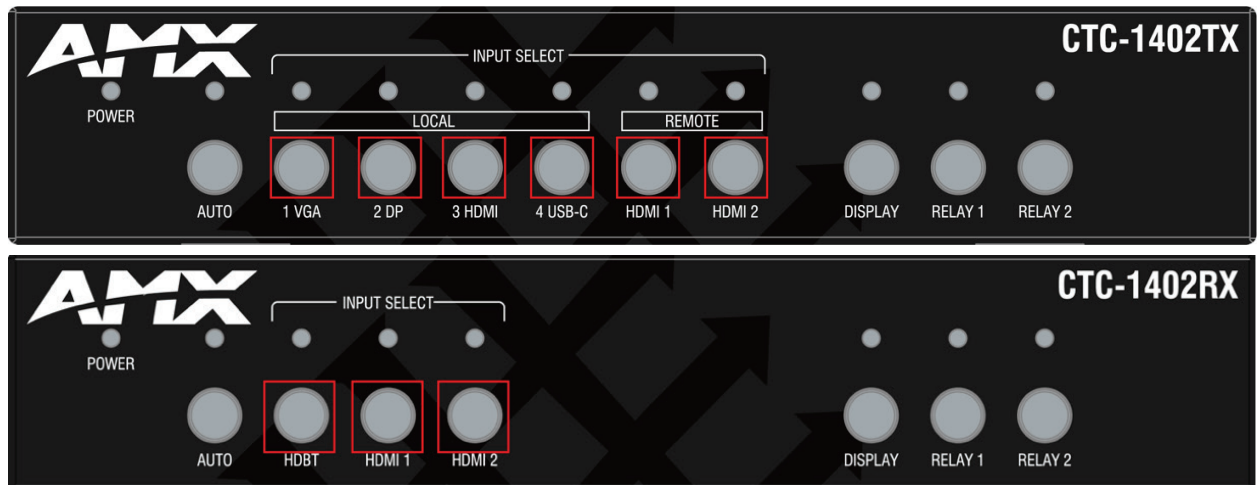 AMX
CTC-1402TX
INPUT SELECT
POWER
LOCAL
REMOTE
AUTO
1 VGA
2 DP
3 HDMI
4 USB-C
HDMI 1
HDMI 2
DISPLAY
RELAY 1
RELAY 2
AMX
CTC-1402RX
INPUT SELECT
POWER
AUTO
HDBT
HDMI 1
HDMI 2
DISPLAY
RELAY 1
RELAY 2